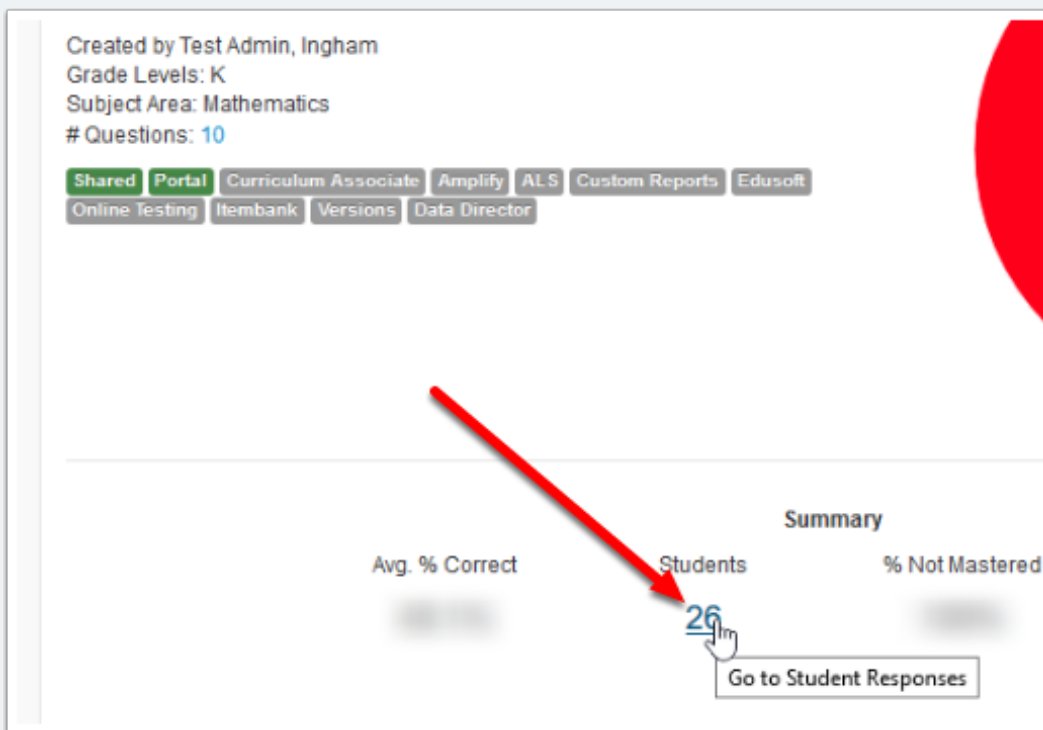 Created by Test Admin, Ingham
Grade Levels: K
Subject Area: Mathematics
# Questions: 10
Shared Portal Curriculum Associate Amplify ALS Custom Reports Edusoft
Online Testing Itembank Versions Data Director
Summary
Avg. % Correct Students % Not Mastered
26
Go to Student Responses